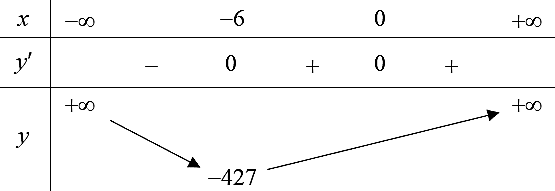 x −∞ −6 0 +∞
y′ − 0 + 0 +
+∞ +∞
y
−427